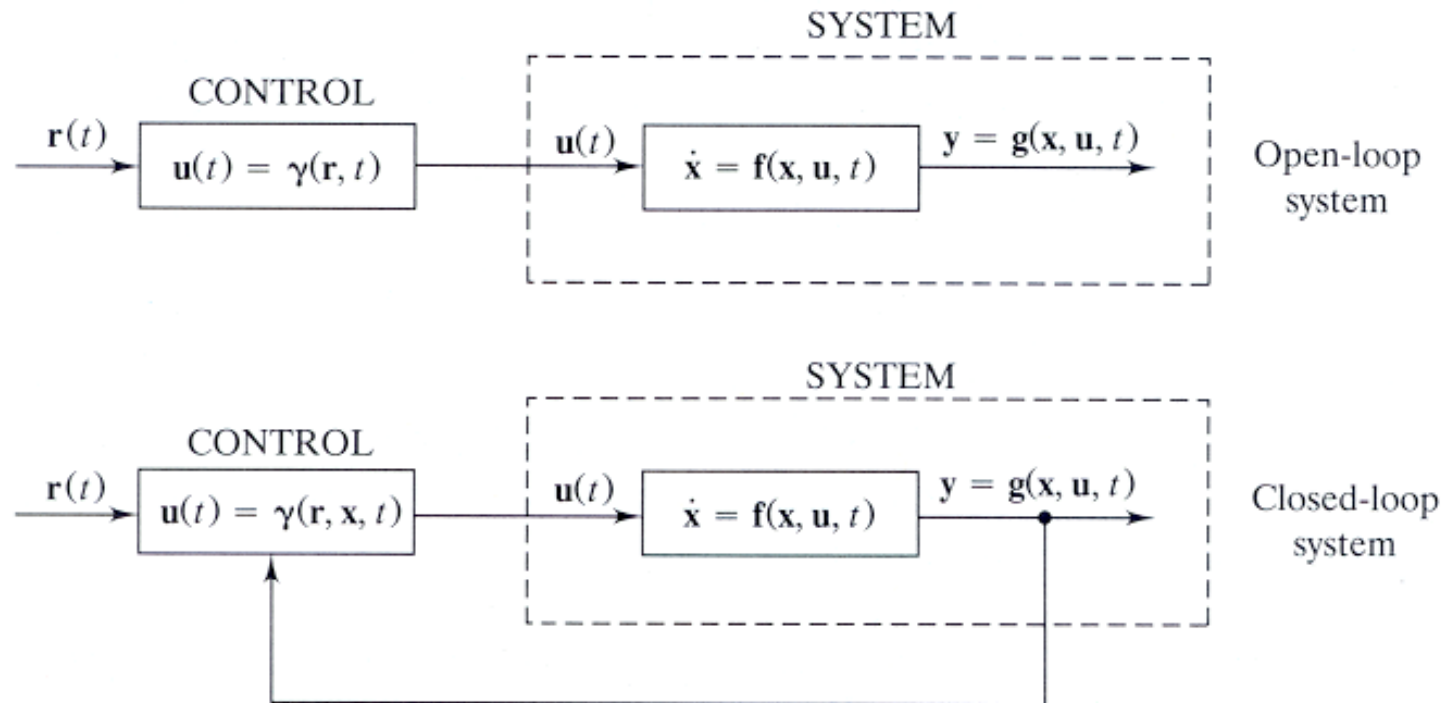 SYSTEM
CONTROL
r(t)
u(t) = γ(r, t)
u(t)
ẋ = f(x, u, t)
y = g(x, u, t)
Open-loop
system
SYSTEM
CONTROL
r(t)
u(t) = γ(r, x, t)
u(t)
ẋ = f(x, u, t)
y = g(x, u, t)
Closed-loop
system